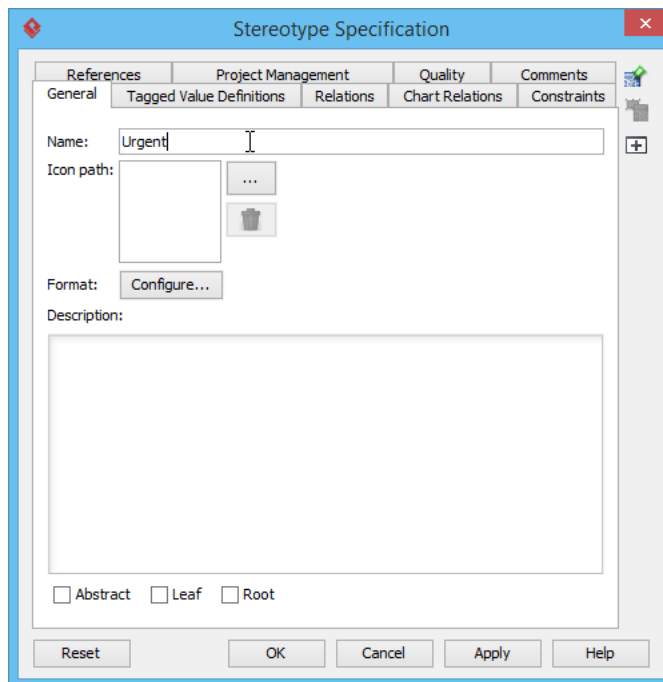 Stereotype Specification
References Project Management Quality Comments
General Tagged Value Definitions Relations Chart Relations Constraints
Name: Urgent
Icon path: ...
Format: Configure...
Description:
Abstract Leaf Root
Reset OK Cancel Apply Help